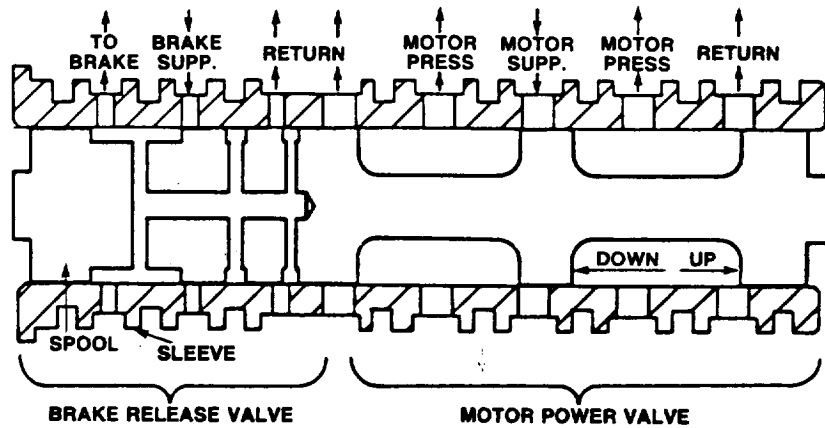 TO
BRAKE
BRAKE
SUPP.
RETURN
MOTOR
PRESS
MOTOR
SUPP.
MOTOR
PRESS
RETURN
DOWN UP
SPOOL
SLEEVE
BRAKE RELEASE VALVE
MOTOR POWER VALVE